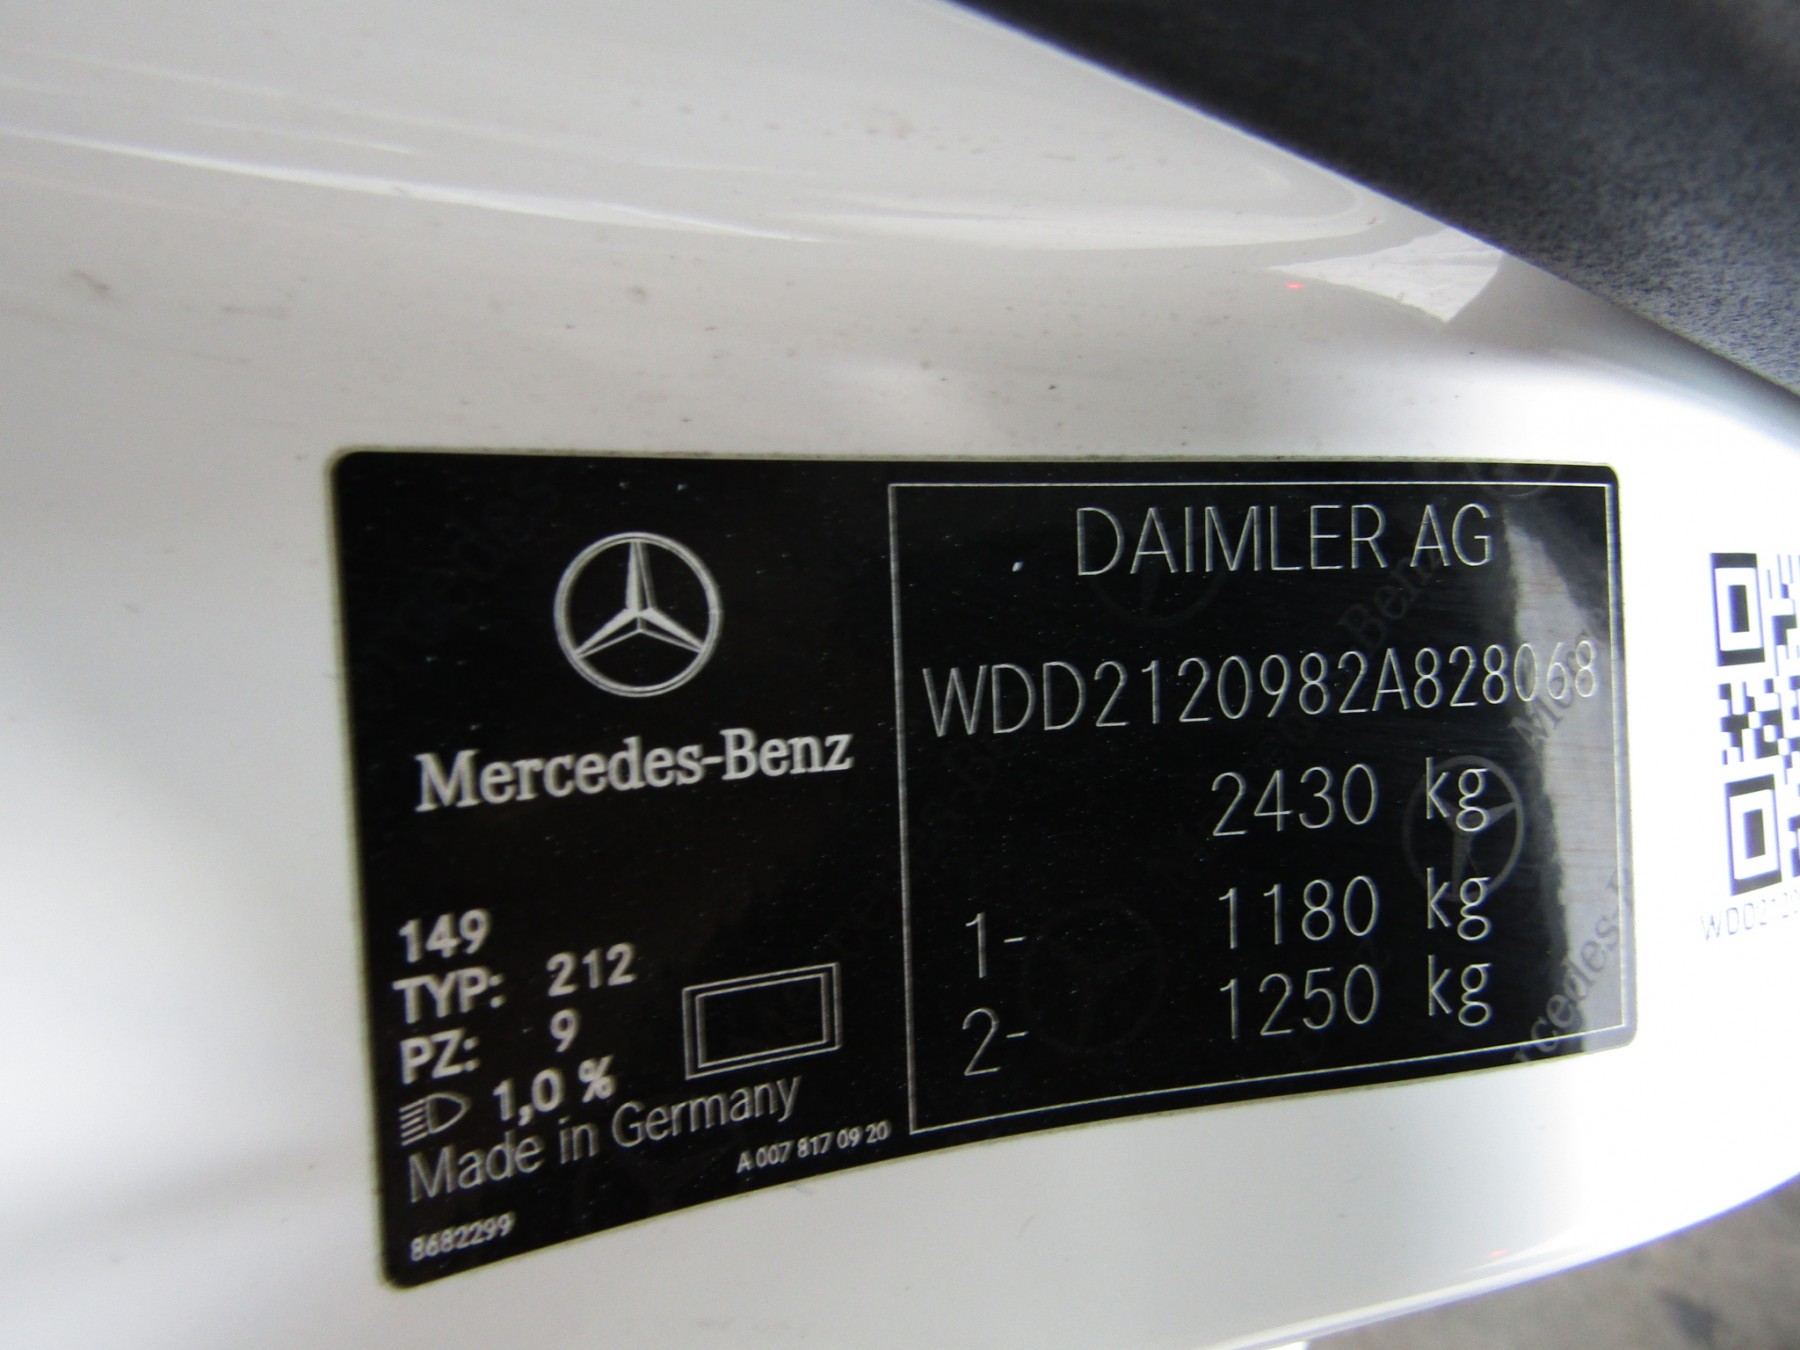 Mercedes-Benz
149
TYP: 212
PZ: 9
1,0 %
Made in Germany
A 007 817 09 20
8682299
DAIMLER AG
WDD2120982A828068
2430 kg
1- 1180 kg
2- 1250 kg
WDD2120